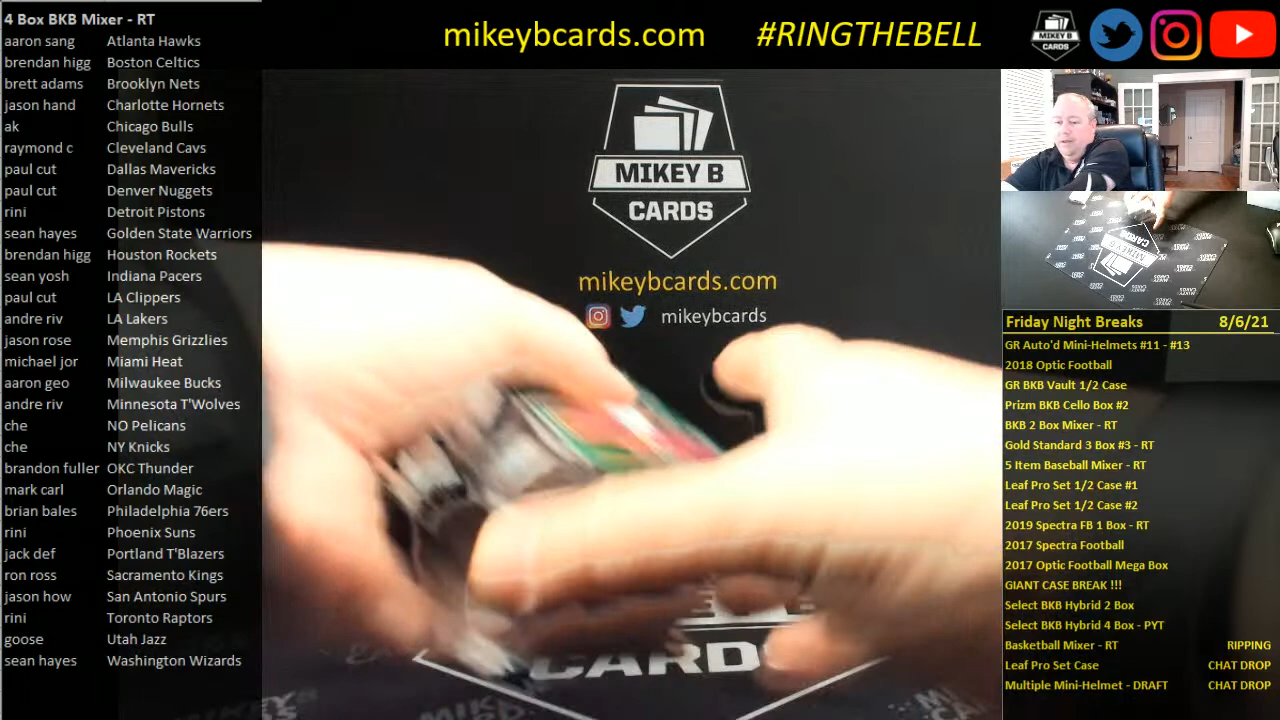 4 Box BKB Mixer - RT
aaron sang Atlanta Hawks
brendan higg Boston Celtics
brett adams Brooklyn Nets
jason hand Charlotte Hornets
ak Chicago Bulls
raymond c Cleveland Cavs
paul cut Dallas Mavericks
paul cut Denver Nuggets
rini Detroit Pistons
sean hayes Golden State Warriors
brendan higg Houston Rockets
sean yosh Indiana Pacers
paul cut LA Clippers
andre riv LA Lakers
jason rose Memphis Grizzlies
michael jor Miami Heat
aaron geo Milwaukee Bucks
andre riv Minnesota T'Wolves
che NO Pelicans
che NY Knicks
brandon fuller OKC Thunder
mark carl Orlando Magic
brian bales Philadelphia 76ers
rini Phoenix Suns
jack def Portland T'Blazers
ron ross Sacramento Kings
jason how San Antonio Spurs
rini Toronto Raptors
goose Utah Jazz
sean hayes Washington Wizards
mikeybcards.com #RINGTHEBELL
MIKEY B
CARDS
MIKEY B
CARDS
mikeybcards.com
mikeybcards
CARDS
Friday Night Breaks 8/6/21
GR Auto'd Mini-Helmets #11 - #13
2018 Optic Football
GR BKB Vault 1/2 Case
Prizm BKB Cello Box #2
BKB 2 Box Mixer - RT
Gold Standard 3 Box #3 - RT
5 Item Baseball Mixer - RT
Leaf Pro Set 1/2 Case #1
Leaf Pro Set 1/2 Case #2
2019 Spectra FB 1 Box - RT
2017 Spectra Football
2017 Optic Football Mega Box
GIANT CASE BREAK !!!
Select BKB Hybrid 2 Box
Select BKB Hybrid 4 Box - PYT
Basketball Mixer - RT RIPPING
Leaf Pro Set Case CHAT DROP
Multiple Mini-Helmet - DRAFT CHAT DROP